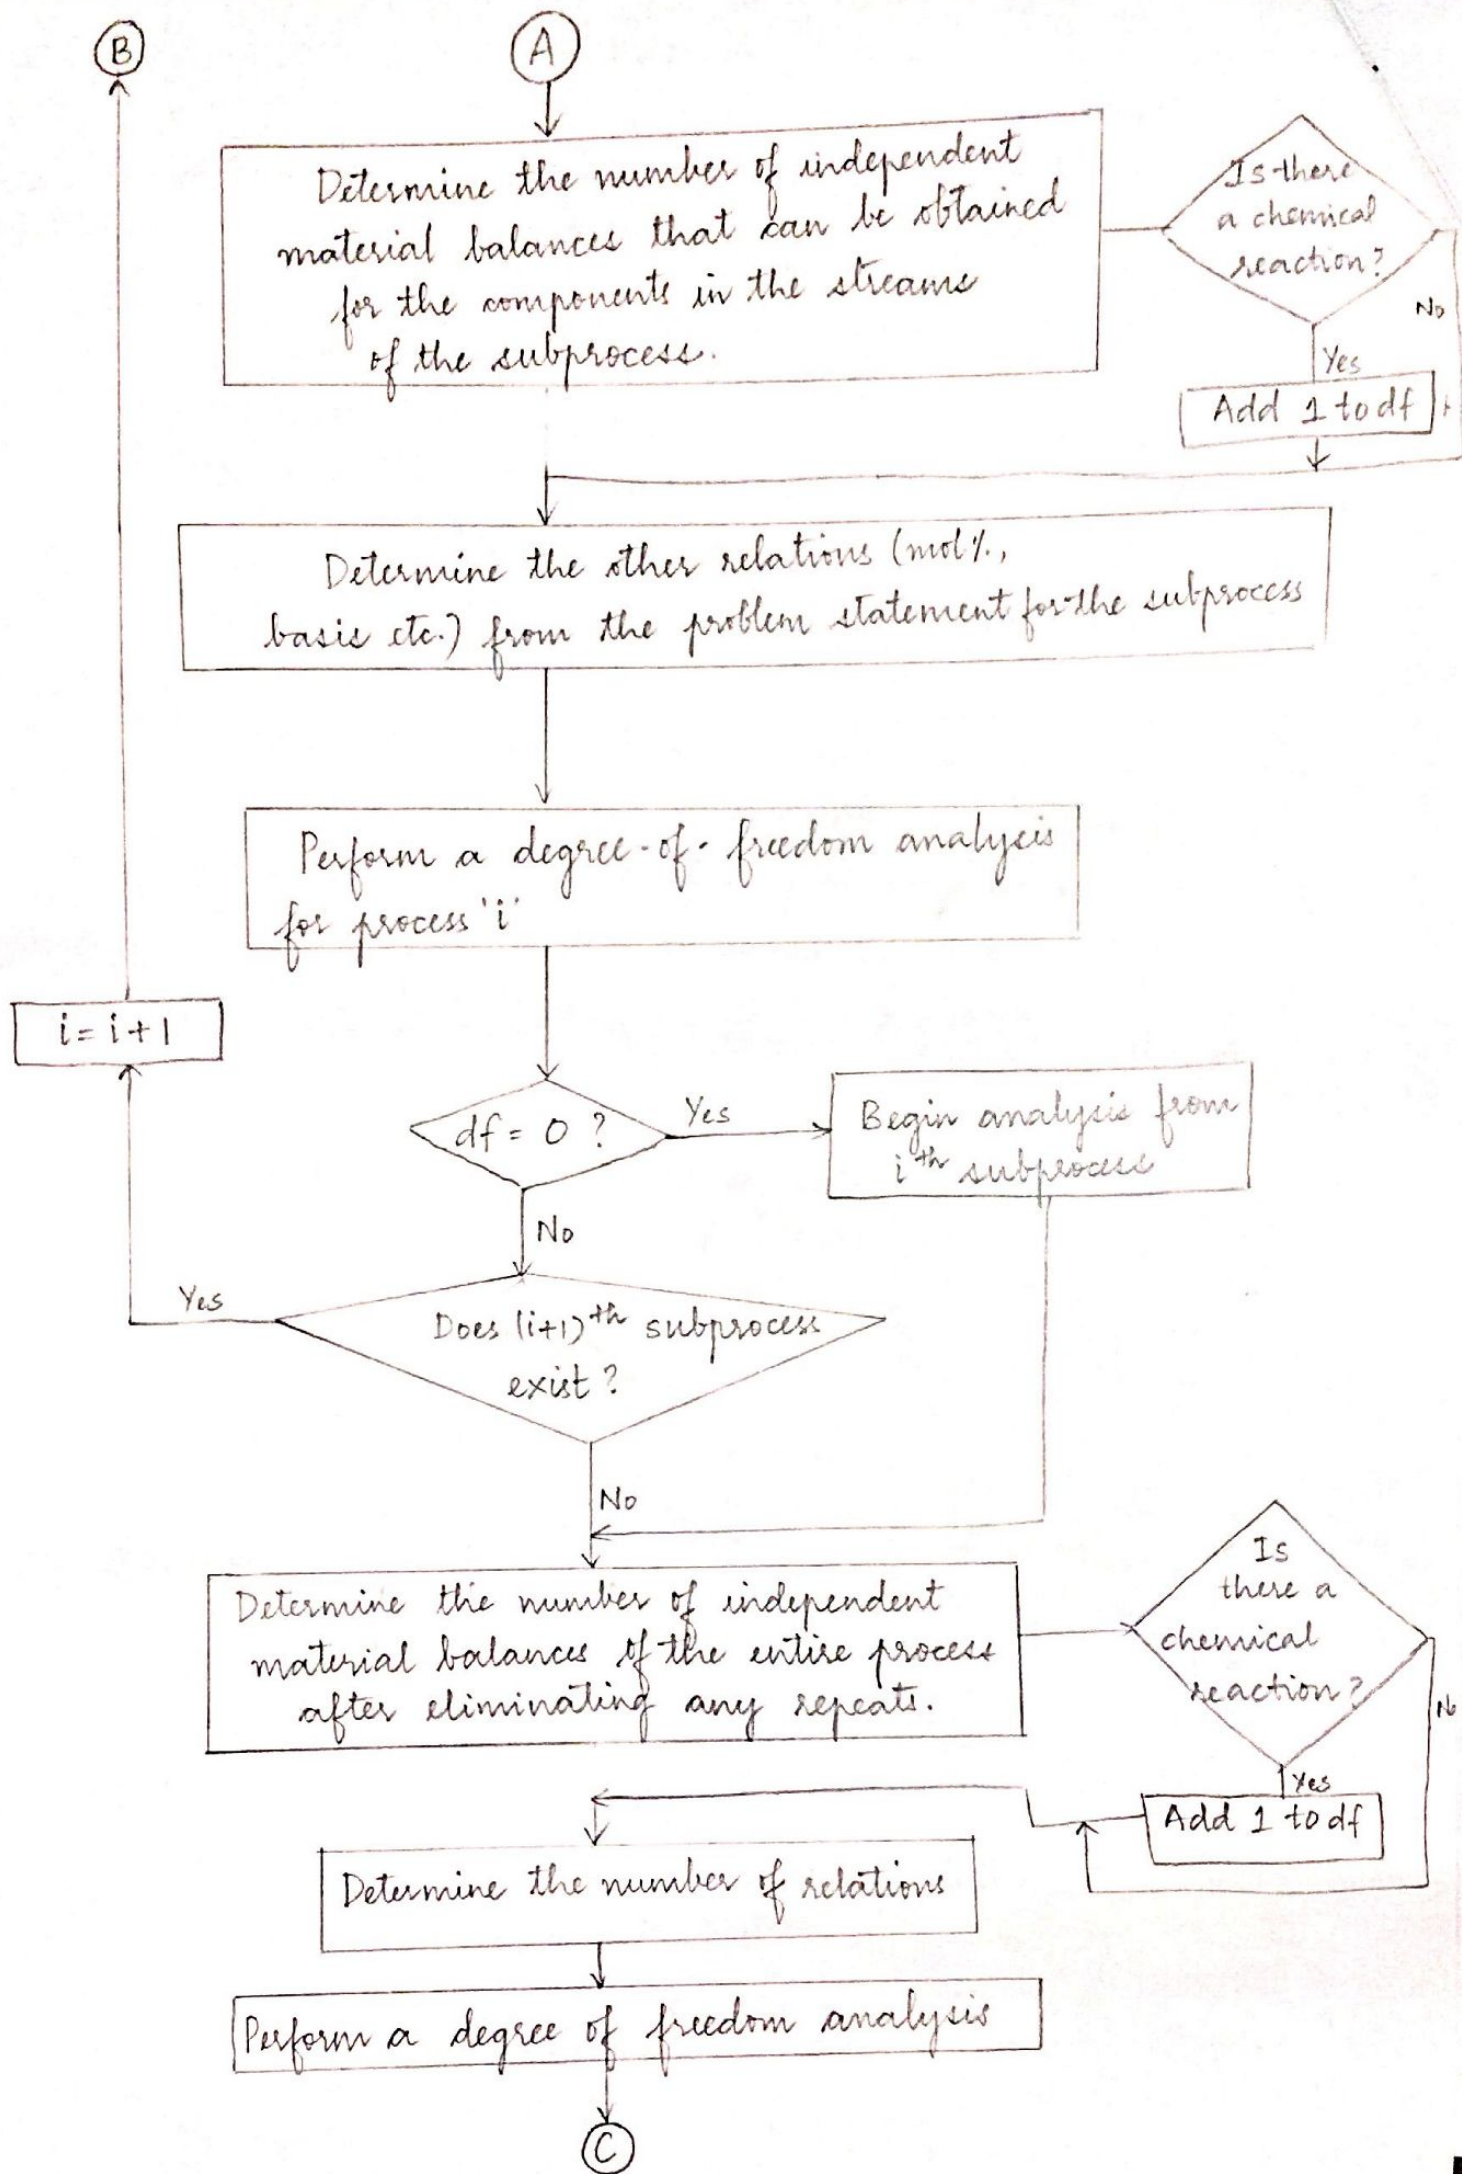 B
A
Determine the number of independent
material balances that can be obtained
for the components in the streams
of the subprocess.
Is there
a chemical
reaction?
No
Yes
Add 1 to df
Determine the other relations (mol%,
basis etc.) from the problem statement for the subprocess
Perform a degree-of-freedom analysis
for process 'i'
i = i + 1
df = 0 ?
Yes
Begin analysis from
ith subprocess
No
Yes
Does (i+1)th subprocess
exist?
No
Determine the number of independent
material balances of the entire process
after eliminating any repeats.
Is
there a
chemical
reaction?
No
Yes
Add 1 to df
Determine the number of relations
Perform a degree of freedom analysis
C